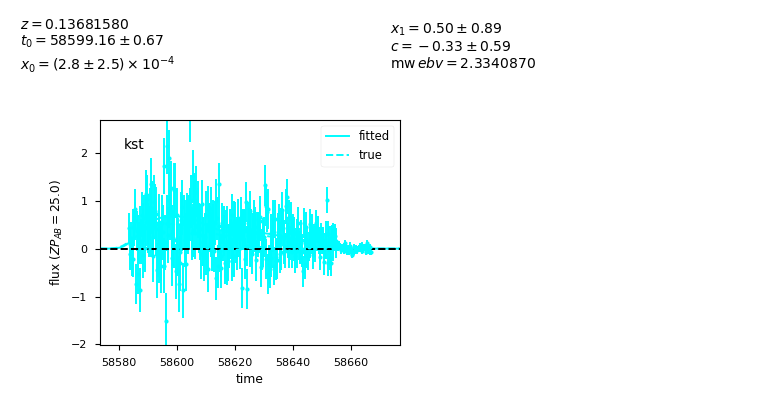 z = 0.13681580
t₀ = 58599.16 ± 0.67
x₀ = (2.8 ± 2.5) × 10⁻⁴
x₁ = 0.50 ± 0.89
c = −0.33 ± 0.59
mw ebv = 2.3340870
kst
fitted
true
2
1
0
−1
−2
flux (ZP_AB = 25.0)
58580 58600 58620 58640 58660
time